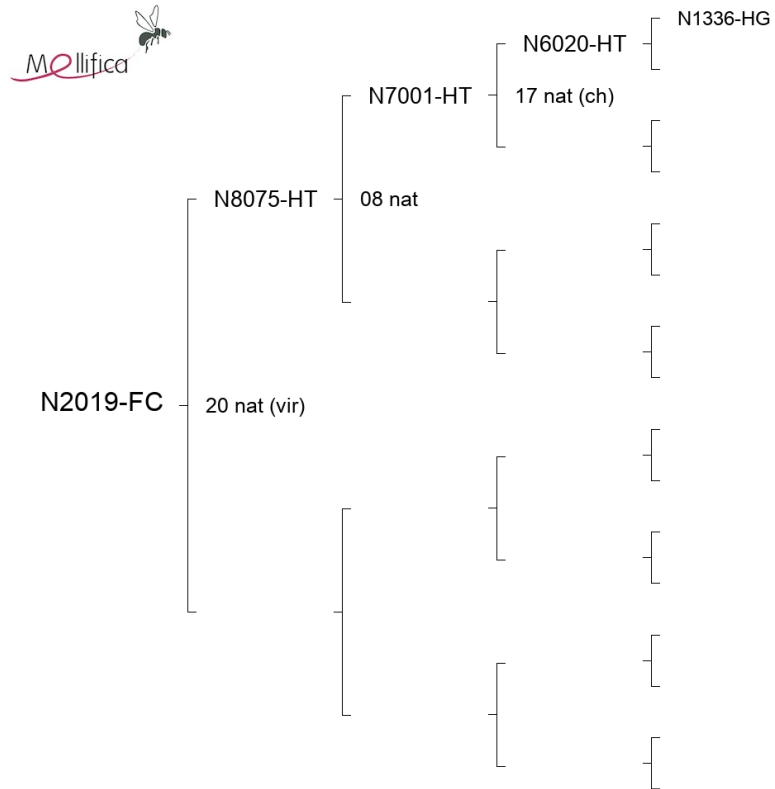 Mellifica
N1336-HG
N6020-HT
N7001-HT
17 nat (ch)
N8075-HT
08 nat
N2019-FC
20 nat (vir)